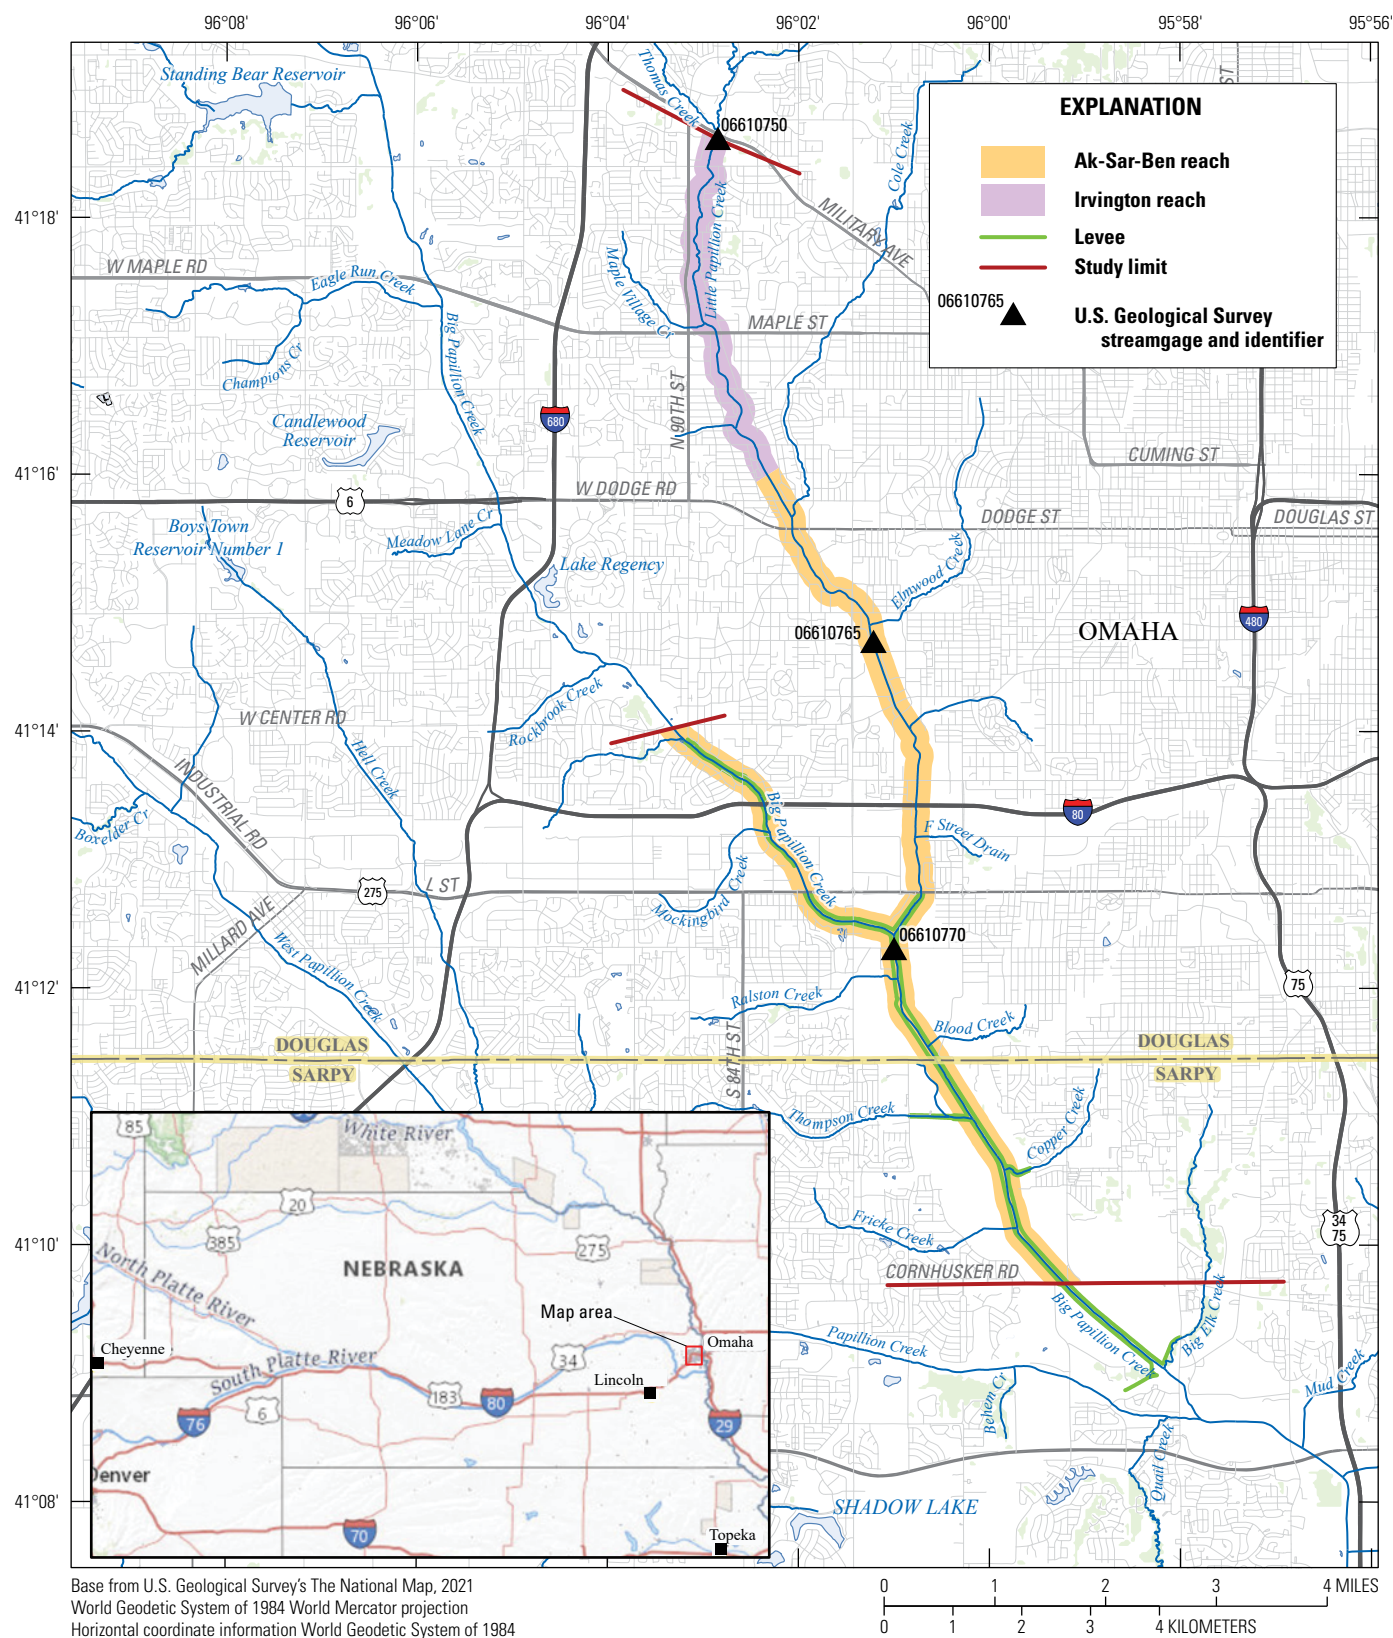 96°08' 96°06' 96°04' 96°02' 96°00' 95°58' 95°56'
Standing Bear Reservoir
Thomas Creek
06610750
Cole Creek
ST
EXPLANATION
Ak-Sar-Ben reach
Irvington reach
Levee
Study limit
06610765
U.S. Geological Survey
streamgage and identifier
41°18'
Little Papillion Creek
MILITARY AVE
W MAPLE RD
Eagle Run Creek
Maple Village Cr
MAPLE ST
Big Papillion Creek
Champions Cr
N 90TH ST
680
Candlewood
Reservoir
CUMING ST
41°16'
6
W DODGE RD
DODGE ST
DOUGLAS ST
Boys Town
Reservoir Number 1
Meadow Lane Cr
Lake Regency
Elmwood Creek
06610765
OMAHA
480
Rockbrook Creek
W CENTER RD
41°14'
Hell Creek
INDUSTRIAL RD
Boxelder Cr
Big Papillion Creek
80
F Street Drain
275
L ST
Mockingbird Creek
MILLARD AVE
West Papillion Creek
06610770
75
41°12'
Ralston Creek
Blood Creek
S 84TH ST
DOUGLAS
SARPY
DOUGLAS
SARPY
Thompson Creek
Copper Creek
Fricke Creek
34
75
41°10'
CORNHUSKER RD
Big Papillion Creek
Big Elk Creek
Papillion Creek
Behem Cr
Mud Creek
Quail Creek
41°08'
SHADOW LAKE
85
White River
20
385
275
North Platte River
NEBRASKA
Map area
Omaha
Cheyenne
South Platte River
34
Lincoln
183
80
76
6
29
Denver
70
Topeka
Base from U.S. Geological Survey's The National Map, 2021
World Geodetic System of 1984 World Mercator projection
Horizontal coordinate information World Geodetic System of 1984
0 1 2 3 4 MILES
0 1 2 3 4 KILOMETERS